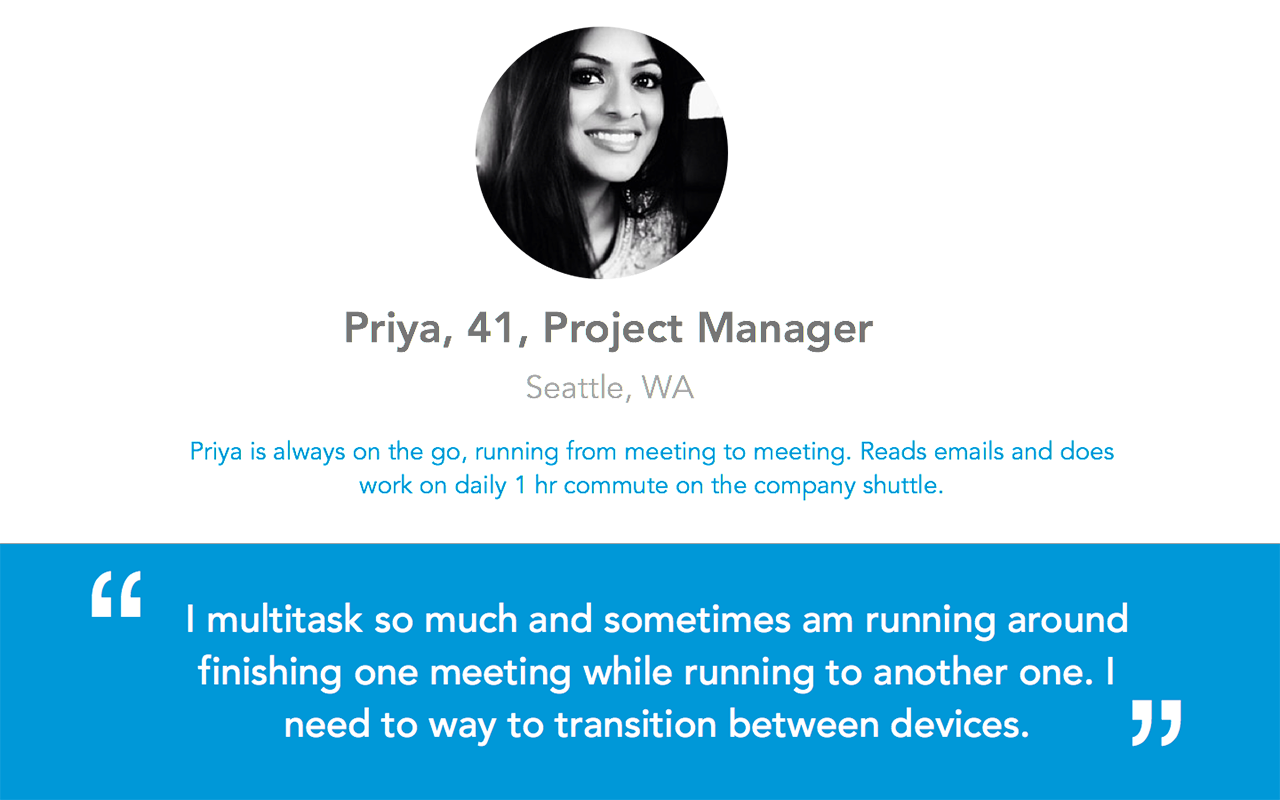 Priya, 41, Project Manager
Seattle, WA
Priya is always on the go, running from meeting to meeting. Reads emails and does
work on daily 1 hr commute on the company shuttle.
“ I multitask so much and sometimes am running around
finishing one meeting while running to another one. I
need to way to transition between devices. ”